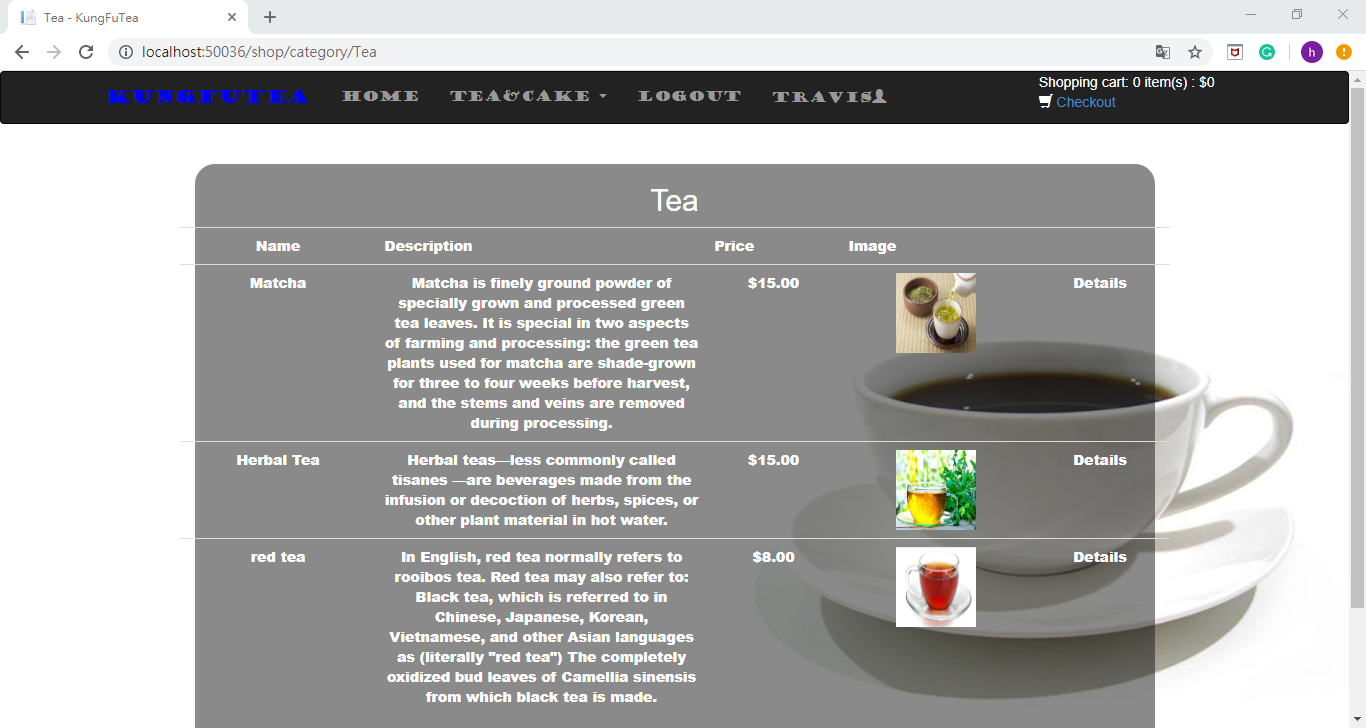 Tea - KungFuTea
localhost:50036/shop/category/Tea
h
KUNGFUTEA HOME TEA&CAKE LOGOUT TRAVIS
Shopping cart: 0 item(s) : $0
Checkout
Tea
Name Description Price Image
Matcha
Matcha is finely ground powder of
specially grown and processed green
tea leaves. It is special in two aspects
of farming and processing: the green tea
plants used for matcha are shade-grown
for three to four weeks before harvest,
and the stems and veins are removed
during processing.
$15.00
Details
Herbal Tea
Herbal teas—less commonly called
tisanes —are beverages made from the
infusion or decoction of herbs, spices, or
other plant material in hot water.
$15.00
Details
red tea
In English, red tea normally refers to
rooibos tea. Red tea may also refer to:
Black tea, which is referred to in
Chinese, Japanese, Korean,
Vietnamese, and other Asian languages
as (literally "red tea") The completely
oxidized bud leaves of Camellia sinensis
from which black tea is made.
$8.00
Details